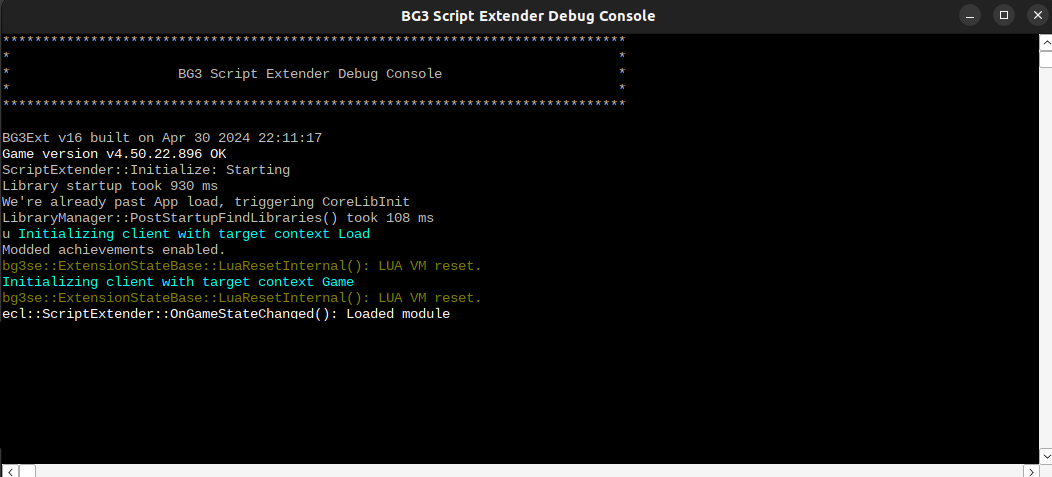 BG3 Script Extender Debug Console
******************************************************************************
*                                                                            *
*                     BG3 Script Extender Debug Console                      *
*                                                                            *
******************************************************************************
BG3Ext v16 built on Apr 30 2024 22:11:17
Game version v4.50.22.896 OK
ScriptExtender::Initialize: Starting
Library startup took 930 ms
We're already past App load, triggering CoreLibInit
LibraryManager::PostStartupFindLibraries() took 108 ms
u Initializing client with target context Load
Modded achievements enabled.
bg3se::ExtensionStateBase::LuaResetInternal(): LUA VM reset.
Initializing client with target context Game
bg3se::ExtensionStateBase::LuaResetInternal(): LUA VM reset.
ecl::ScriptExtender::OnGameStateChanged(): Loaded module